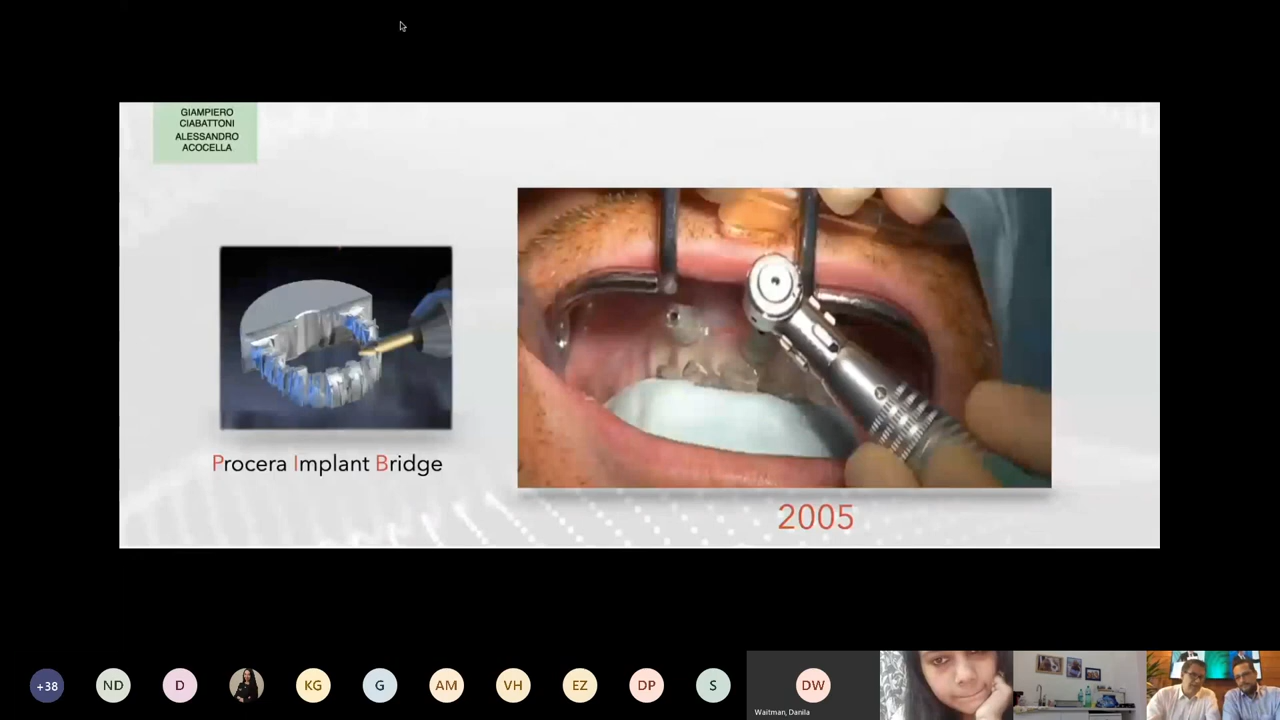 GIAMPIERO
CIABATTONI
ALESSANDRO
ACOCELLA
Procera Implant Bridge
2005
+38
ND
D
KG
G
AM
VH
EZ
DP
S
DW
Waitman, Danila